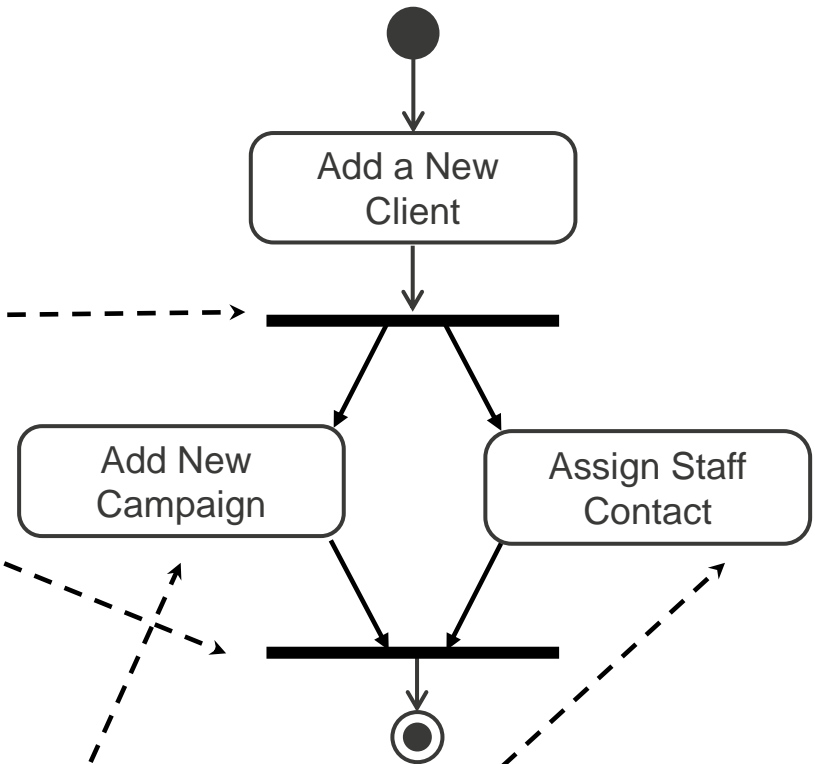 Add a New
Client
Add New
Campaign
Assign Staff
Contact